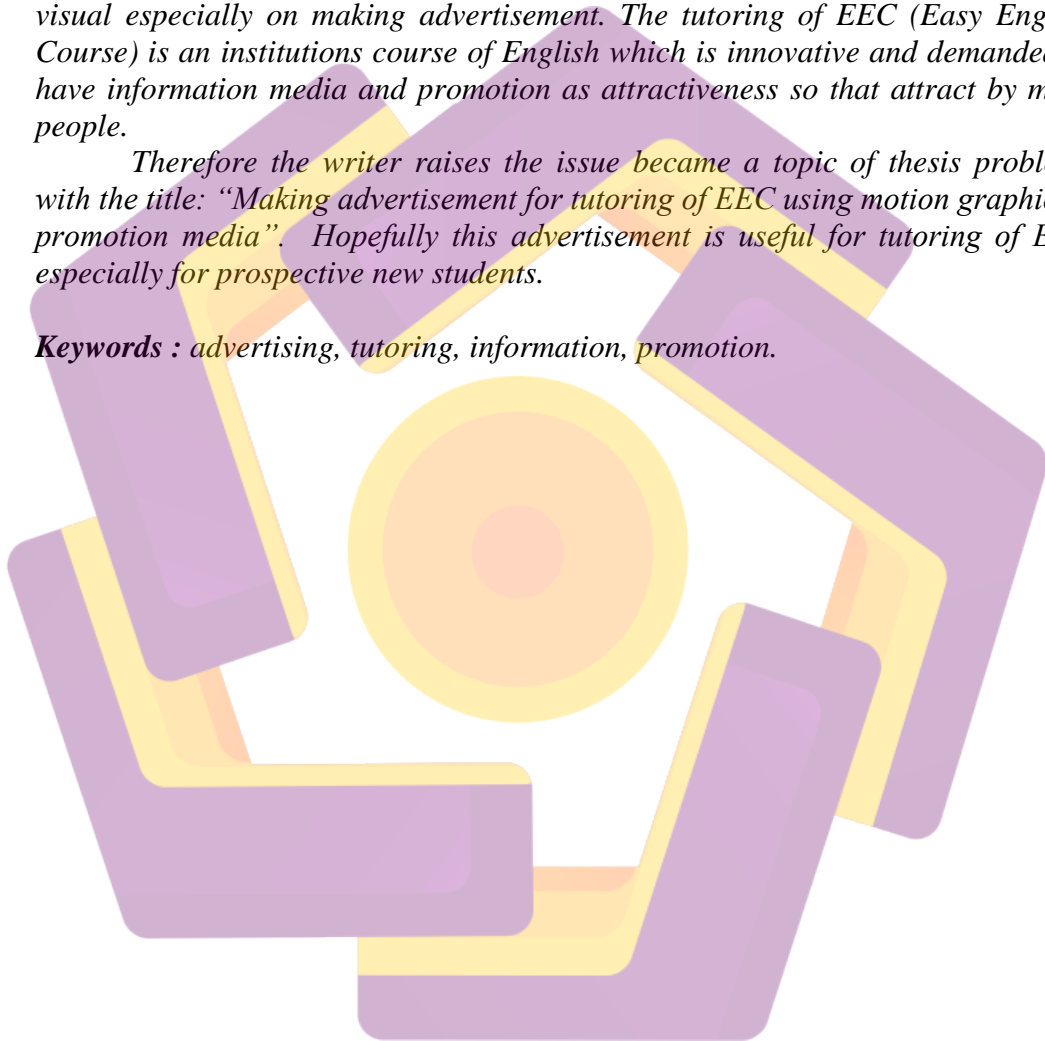 visual especially on making advertisement. The tutoring of EEC (Easy Eng
Course) is an institutions course of English which is innovative and demanded
have information media and promotion as attractiveness so that attract by m
people.
Therefore the writer raises the issue became a topic of thesis proble
with the title: “Making advertisement for tutoring of EEC using motion graphic
promotion media”. Hopefully this advertisement is useful for tutoring of E
especially for prospective new students.
Keywords : advertising, tutoring, information, promotion.